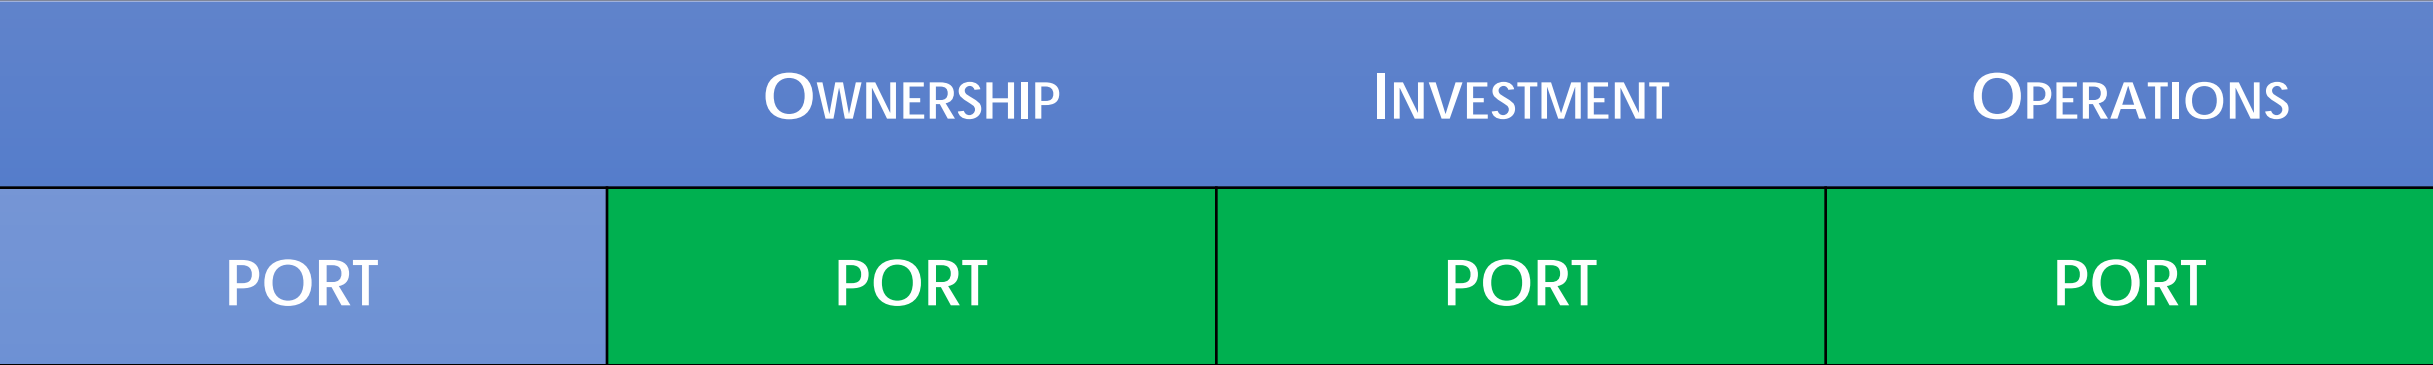 Ownership Investment Operations
PORT PORT PORT PORT